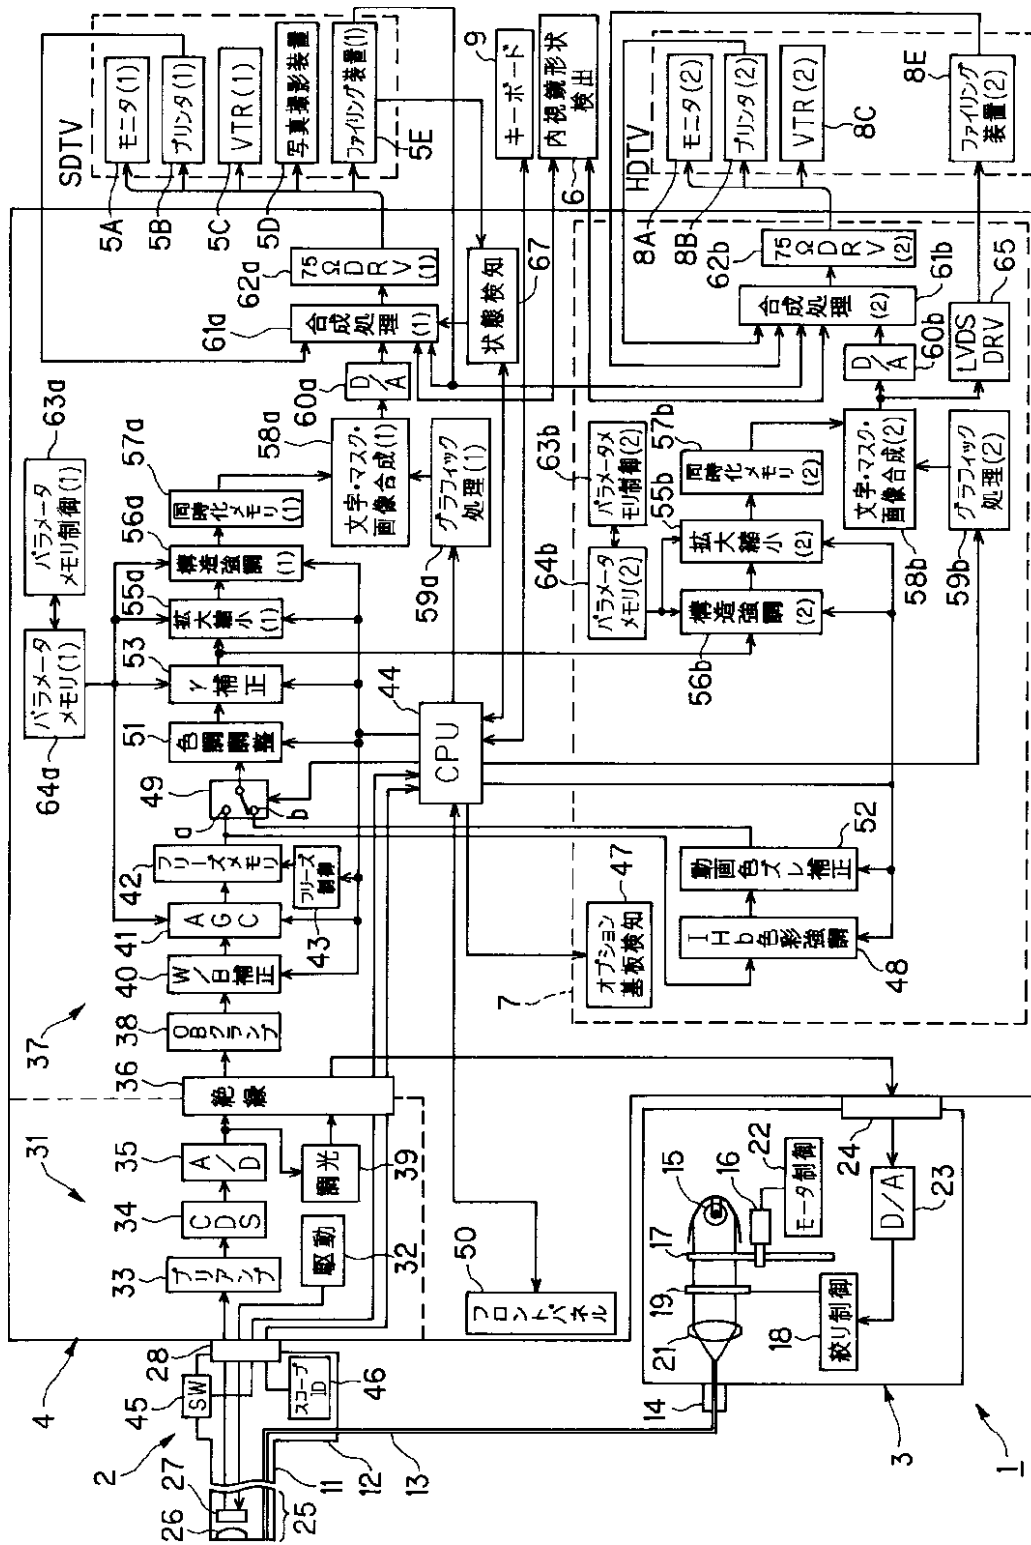 SDTV
5A
モニタ(1)
5B
プリンタ(1)
5C
VTR(1)
5D
写真撮影装置
ファイリング装置(1)
5E
9
キーボード
内視鏡形状
検出
6
HDTV
8A
モニタ(2)
8B
プリンタ(2)
VTR(2)
8C
8E
ファイリング
装置(2)
63a
パラメータ
メモリ制御(1)
パラメータ
メモリ(1)
64a
4
31
37
28
33
プリアンプ
34
CDS
35
A/D
36
絶縁
38
OBクランプ
40
W/B補正
41
AGC
42
フリーズメモリ
フリーズ
制御
43
a
49
b
51
色調調整
53
γ補正
55a
拡大縮小
(1)
56a
構造強調
(1)
57a
同時化メモリ
(1)
58a
文字・マスク・
画像合成(1)
グラフィック
処理(1)
59a
D/A
60a
61a
合成処理
(1)
62a
75ΩDRV
(1)
状態検知
67
調光
39
駆動
32
44
CPU
50
フロントパネル
7
オプション
基板検知
47
IHb色彩強調
48
動画色ズレ補正
52
64b
パラメータ
メモリ(2)
63b
パラメータメ
モリ制御(2)
構造強調
(2)
56b
55b
拡大縮小
(2)
57b
同時化メモリ
(2)
文字・マスク・
画像合成(2)
58b
グラフィック
処理(2)
59b
D/A
60b
合成処理
(2)
61b
62b
75ΩDRV
(2)
LVDS
DRV
65
2
45
SW
スコープ
ID
46
26
27
25
11
12
13
14
21
19
17
15
16
22
モータ制御
18
絞り制御
D/A
23
24
3
1